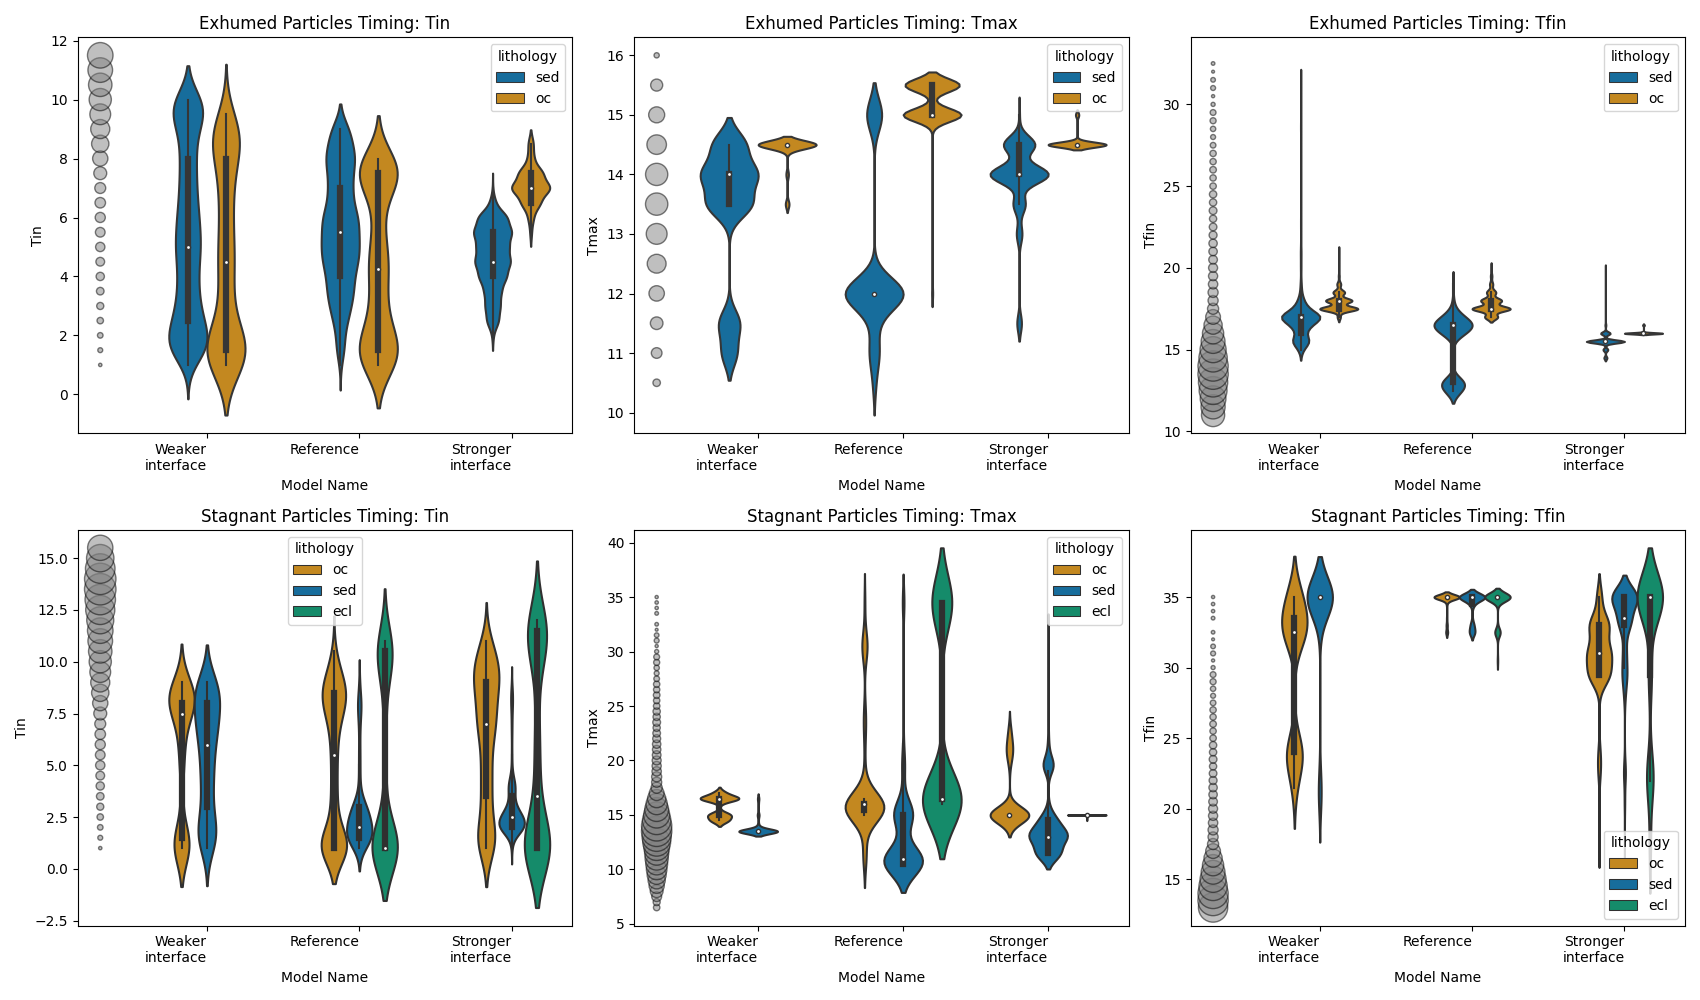 Exhumed Particles Timing: Tin
12
10
8
6
4
2
0
Tin
lithology
sed
oc
Weaker
interface
Reference
Stronger
interface
Model Name
Exhumed Particles Timing: Tmax
16
15
14
13
12
11
10
Tmax
lithology
sed
oc
Weaker
interface
Reference
Stronger
interface
Model Name
Exhumed Particles Timing: Tfin
30
25
20
15
10
Tfin
lithology
sed
oc
Weaker
interface
Reference
Stronger
interface
Model Name
Stagnant Particles Timing: Tin
15.0
12.5
10.0
7.5
5.0
2.5
0.0
−2.5
Tin
lithology
oc
sed
ecl
Weaker
interface
Reference
Stronger
interface
Model Name
Stagnant Particles Timing: Tmax
40
35
30
25
20
15
10
5
Tmax
lithology
oc
sed
ecl
Weaker
interface
Reference
Stronger
interface
Model Name
Stagnant Particles Timing: Tfin
35
30
25
20
15
Tfin
lithology
oc
sed
ecl
Weaker
interface
Reference
Stronger
interface
Model Name